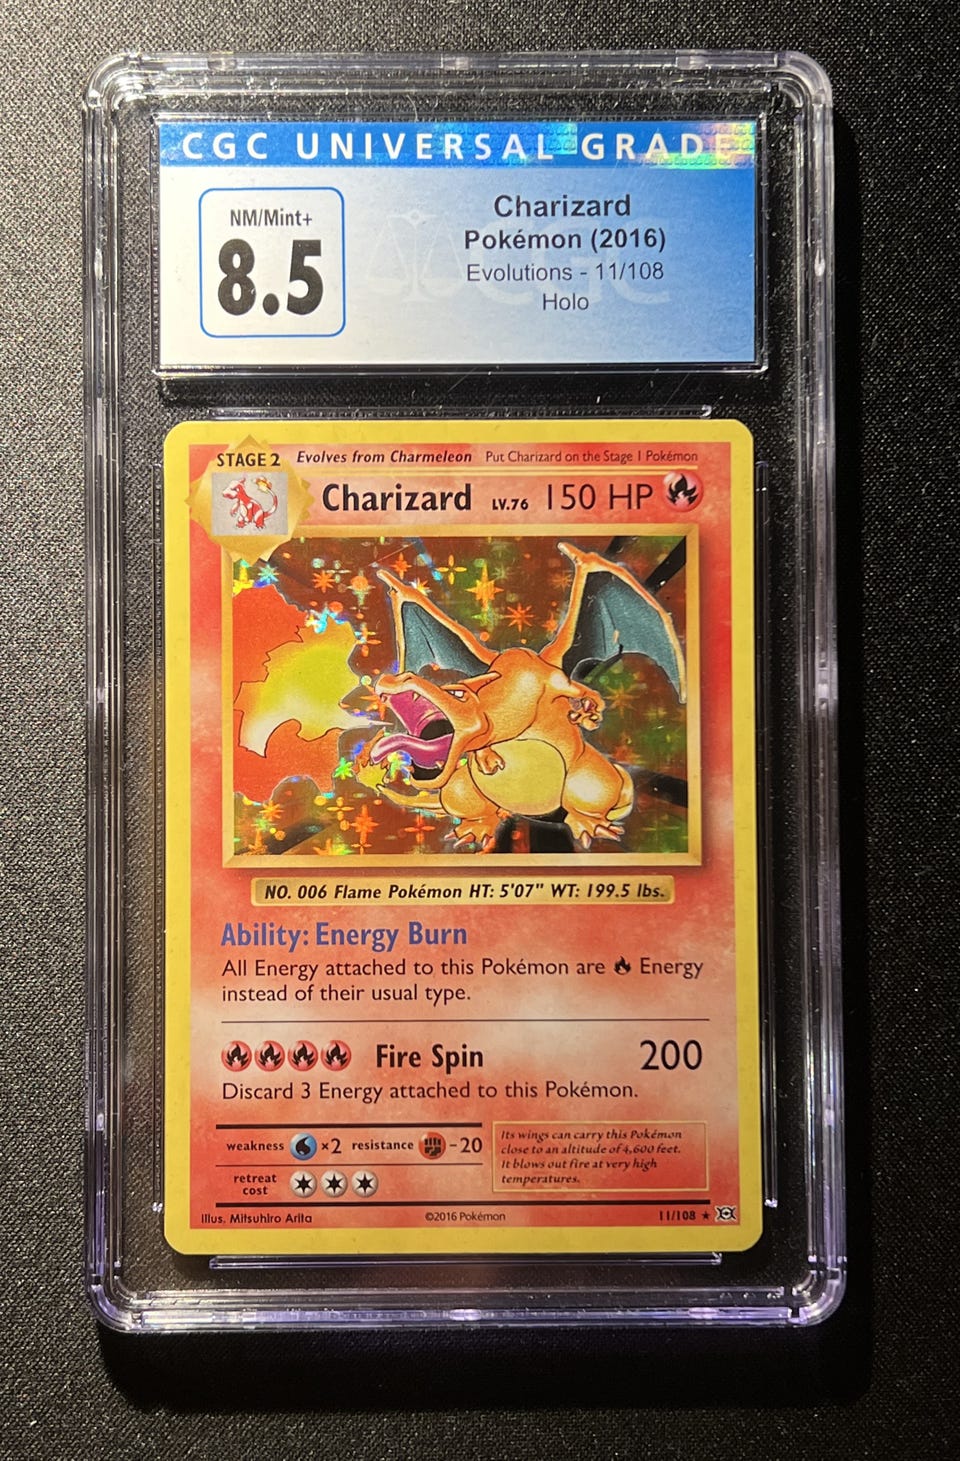 CGC UNIVERSAL GRADE
NM/Mint+
8.5
Charizard
Pokémon (2016)
Evolutions - 11/108
Holo
CGC
STAGE 2 Evolves from Charmeleon Put Charizard on the Stage 1 Pokémon
Charizard LV.76 150 HP
NO. 006 Flame Pokémon HT: 5'07" WT: 199.5 lbs.
Ability: Energy Burn
All Energy attached to this Pokémon are Energy
instead of their usual type.
Fire Spin 200
Discard 3 Energy attached to this Pokémon.
weakness ×2 resistance -20
retreat
cost
Its wings can carry this Pokémon
close to an altitude of 4,600 feet.
It blows out fire at very high
temperatures.
Illus. Mitsuhiro Arita ©2016 Pokémon 11/108 ★